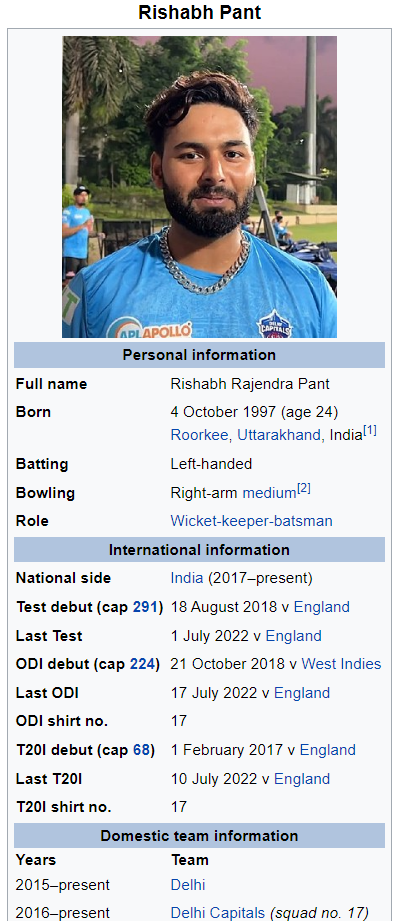 Rishabh Pant
APL APOLLO
DELHI
CAPITALS
Personal information
Full name Rishabh Rajendra Pant
Born 4 October 1997 (age 24)
Roorkee, Uttarakhand, India[1]
Batting Left-handed
Bowling Right-arm medium[2]
Role Wicket-keeper-batsman
International information
National side India (2017–present)
Test debut (cap 291) 18 August 2018 v England
Last Test 1 July 2022 v England
ODI debut (cap 224) 21 October 2018 v West Indies
Last ODI 17 July 2022 v England
ODI shirt no. 17
T20I debut (cap 68) 1 February 2017 v England
Last T20I 10 July 2022 v England
T20I shirt no. 17
Domestic team information
Years Team
2015–present Delhi
2016–present Delhi Capitals (squad no. 17)